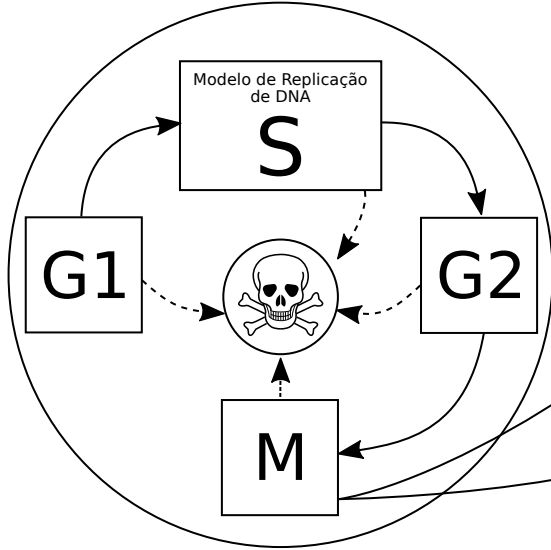 Modelo de Replicação
de DNA
S
G1
G2
M